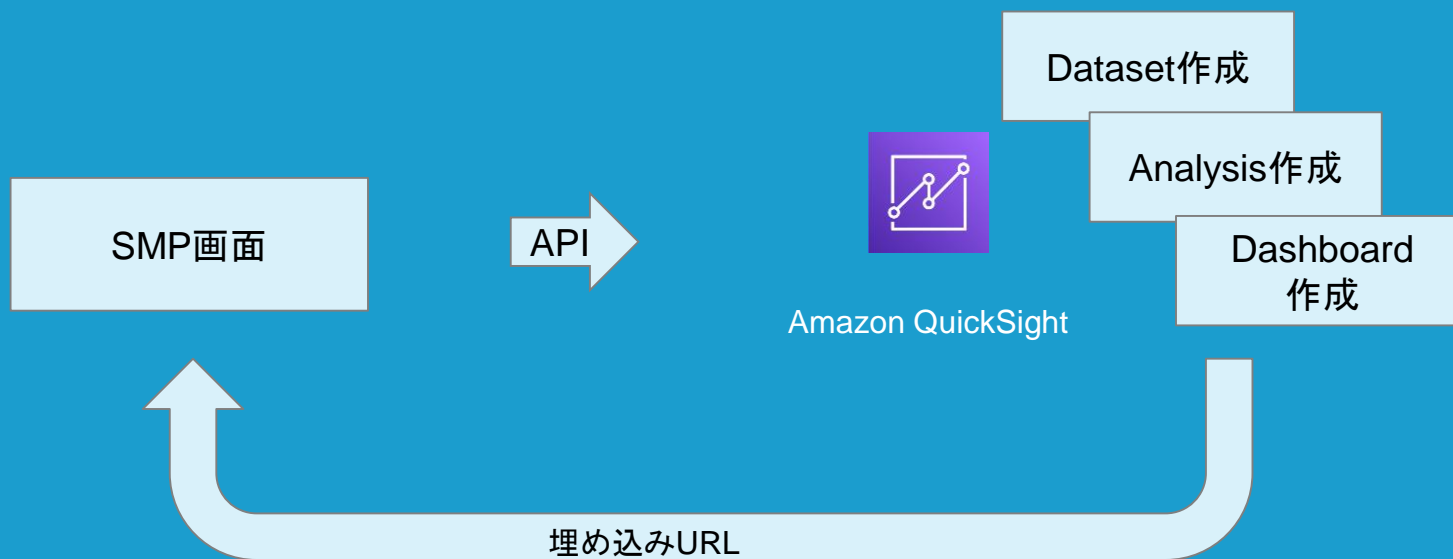 Dataset作成
Analysis作成
SMP画面
API
Dashboard
作成
Amazon QuickSight
埋め込みURL